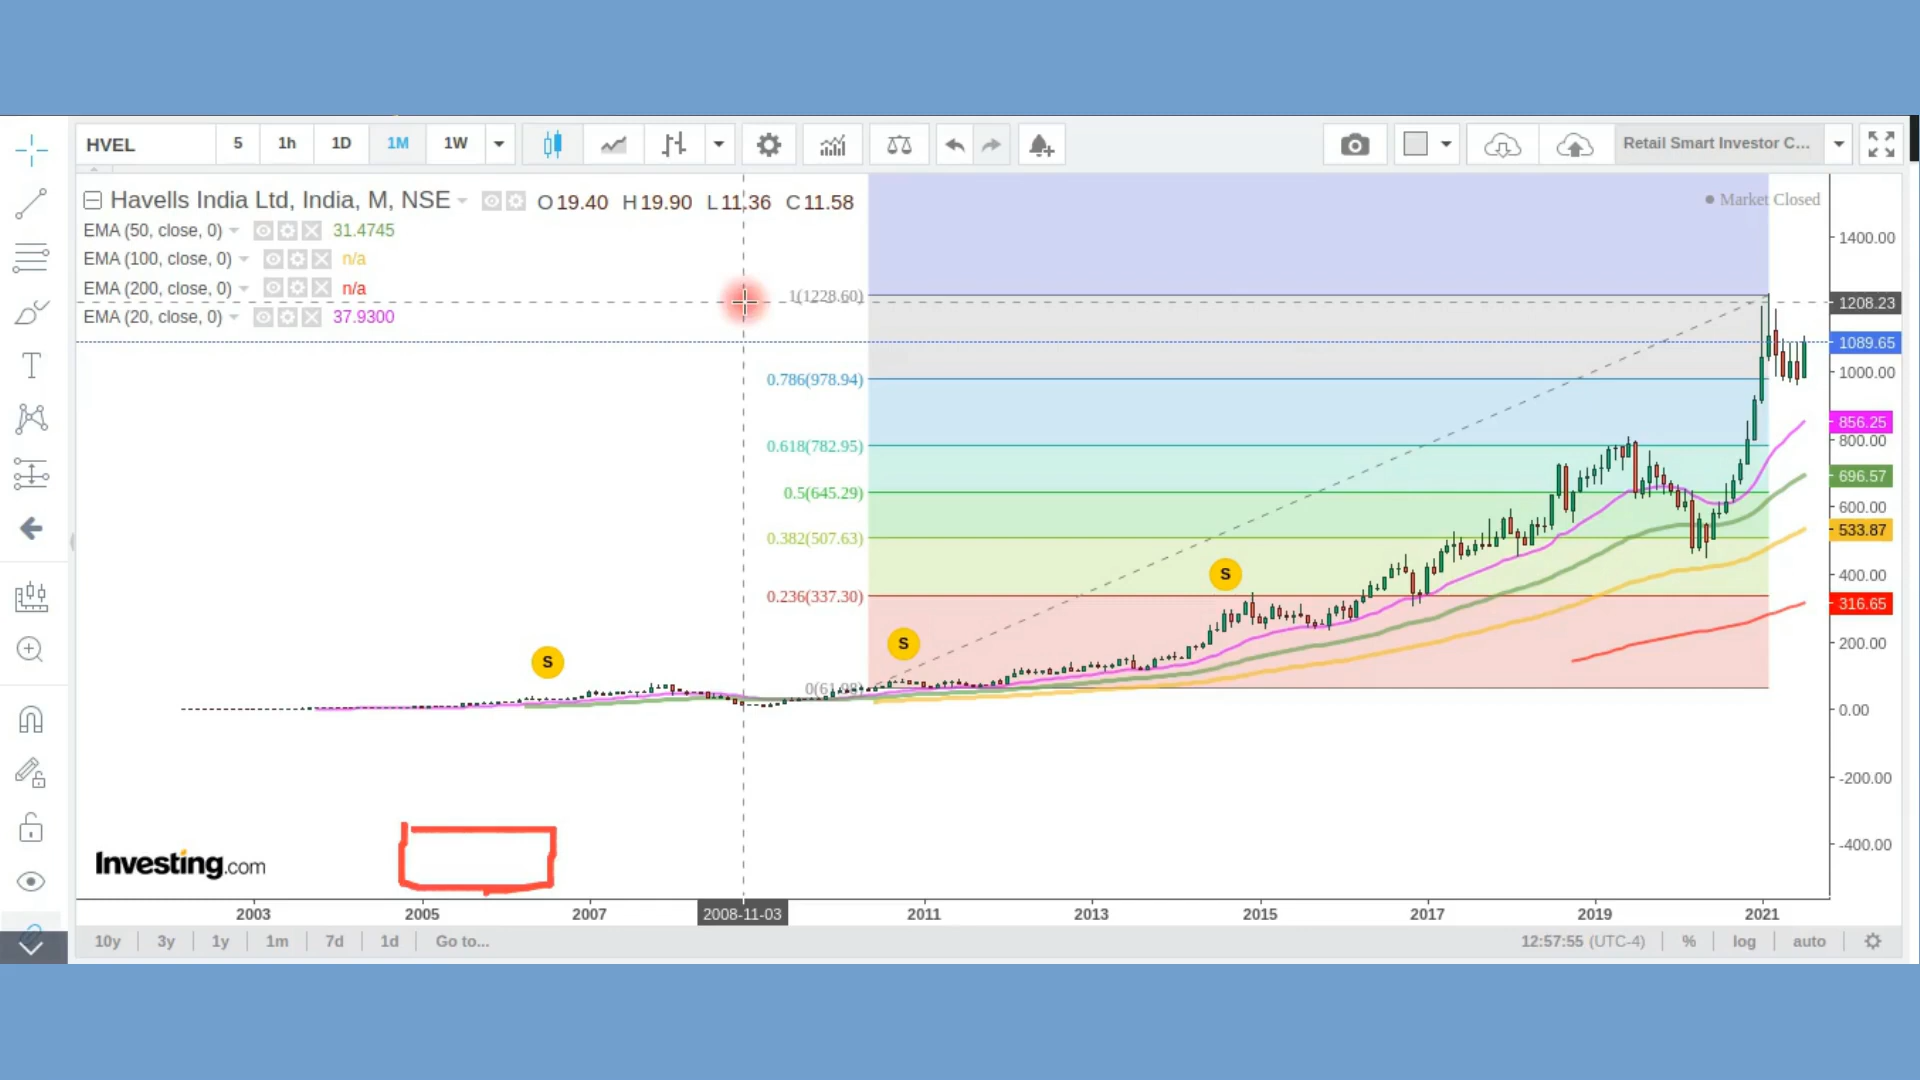 HVEL 5 1h 1D 1M 1W Retail Smart Investor C...
Havells India Ltd, India, M, NSE O 19.40 H 19.90 L 11.36 C 11.58
Market Closed
EMA (50, close, 0) 31.4745
EMA (100, close, 0) n/a
EMA (200, close, 0) n/a
EMA (20, close, 0) 37.9300
1(1228.60)
0.786(978.94)
0.618(782.95)
0.5(645.29)
0.382(507.63)
0.236(337.30)
0(61.98)
S
S
S
1400.00
1208.23
1089.65
1000.00
856.25
800.00
696.57
600.00
533.87
400.00
316.65
200.00
0.00
-200.00
-400.00
Investing.com
2003 2005 2007 2008-11-03 2011 2013 2015 2017 2019 2021
10y 3y 1y 1m 7d 1d Go to... 12:57:55 (UTC-4) % log auto